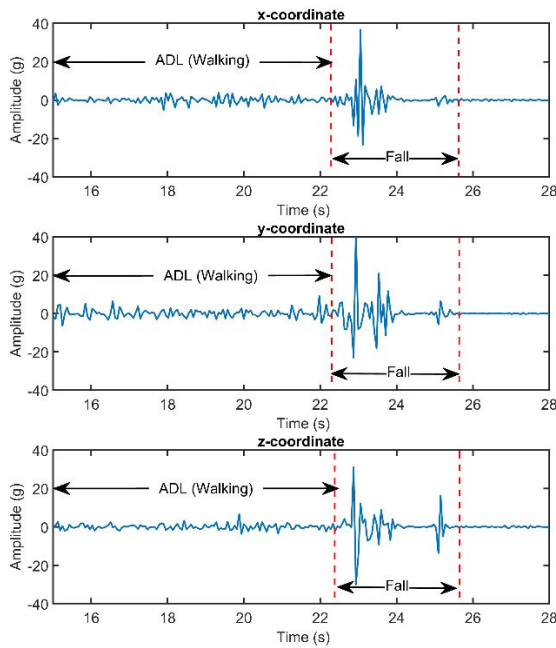 x-coordinate
40
20
0
-20
-40
Amplitude (g)
ADL (Walking)
Fall
16 18 20 22 24 26 28
Time (s)
y-coordinate
40
20
0
-20
-40
Amplitude (g)
ADL (Walking)
Fall
16 18 20 22 24 26 28
Time (s)
z-coordinate
40
20
0
-20
-40
Amplitude (g)
ADL (Walking)
Fall
16 18 20 22 24 26 28
Time (s)